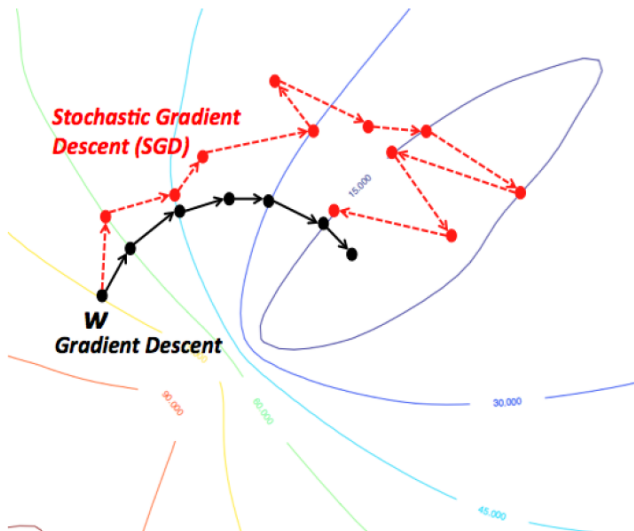 Stochastic Gradient
Descent (SGD)
15.000
W
Gradient Descent
90.000
60.000
30.000
45.000